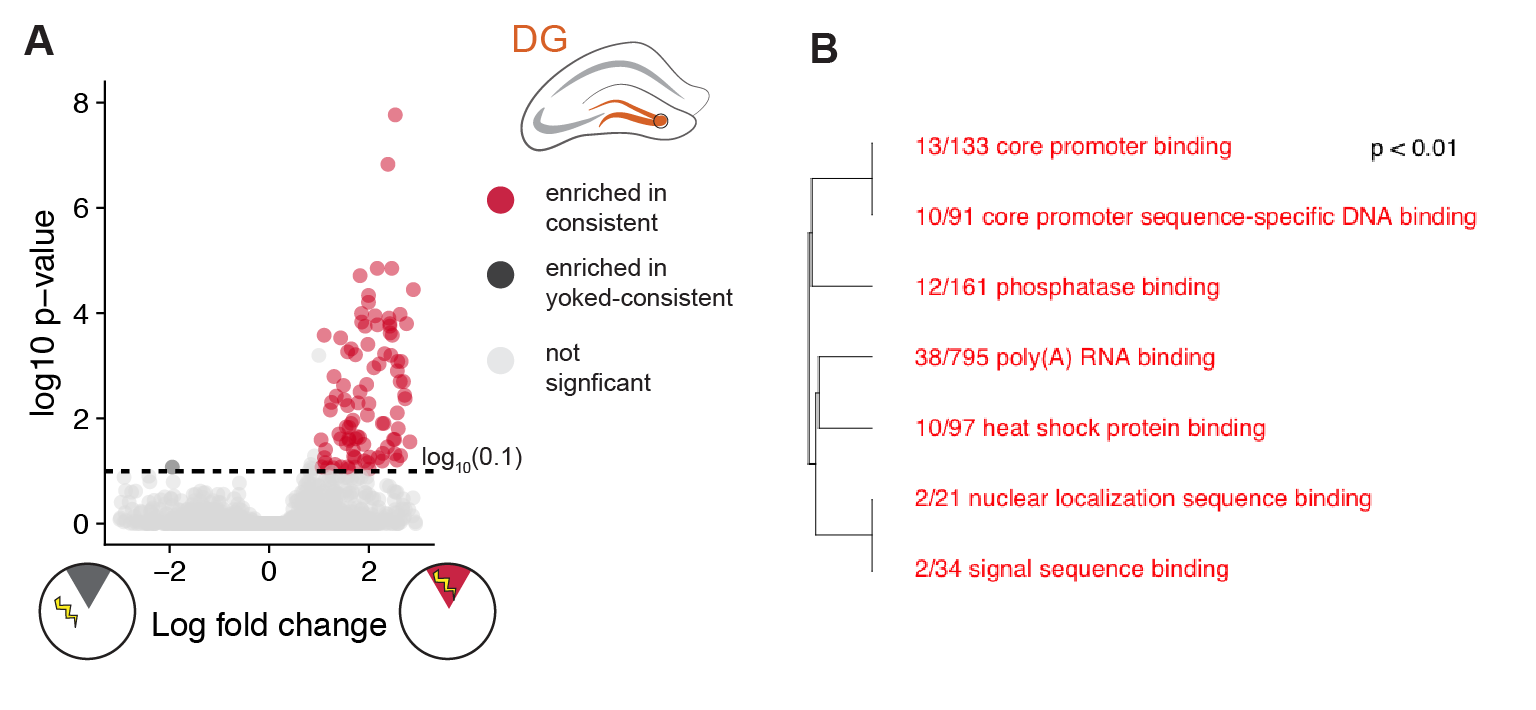 A
DG
8
6
4
2
0
log10 p−value
enriched in
consistent
enriched in
yoked-consistent
not
signficant
log10(0.1)
−2 0 2
Log fold change
B
p < 0.01
13/133 core promoter binding
10/91 core promoter sequence-specific DNA binding
12/161 phosphatase binding
38/795 poly(A) RNA binding
10/97 heat shock protein binding
2/21 nuclear localization sequence binding
2/34 signal sequence binding